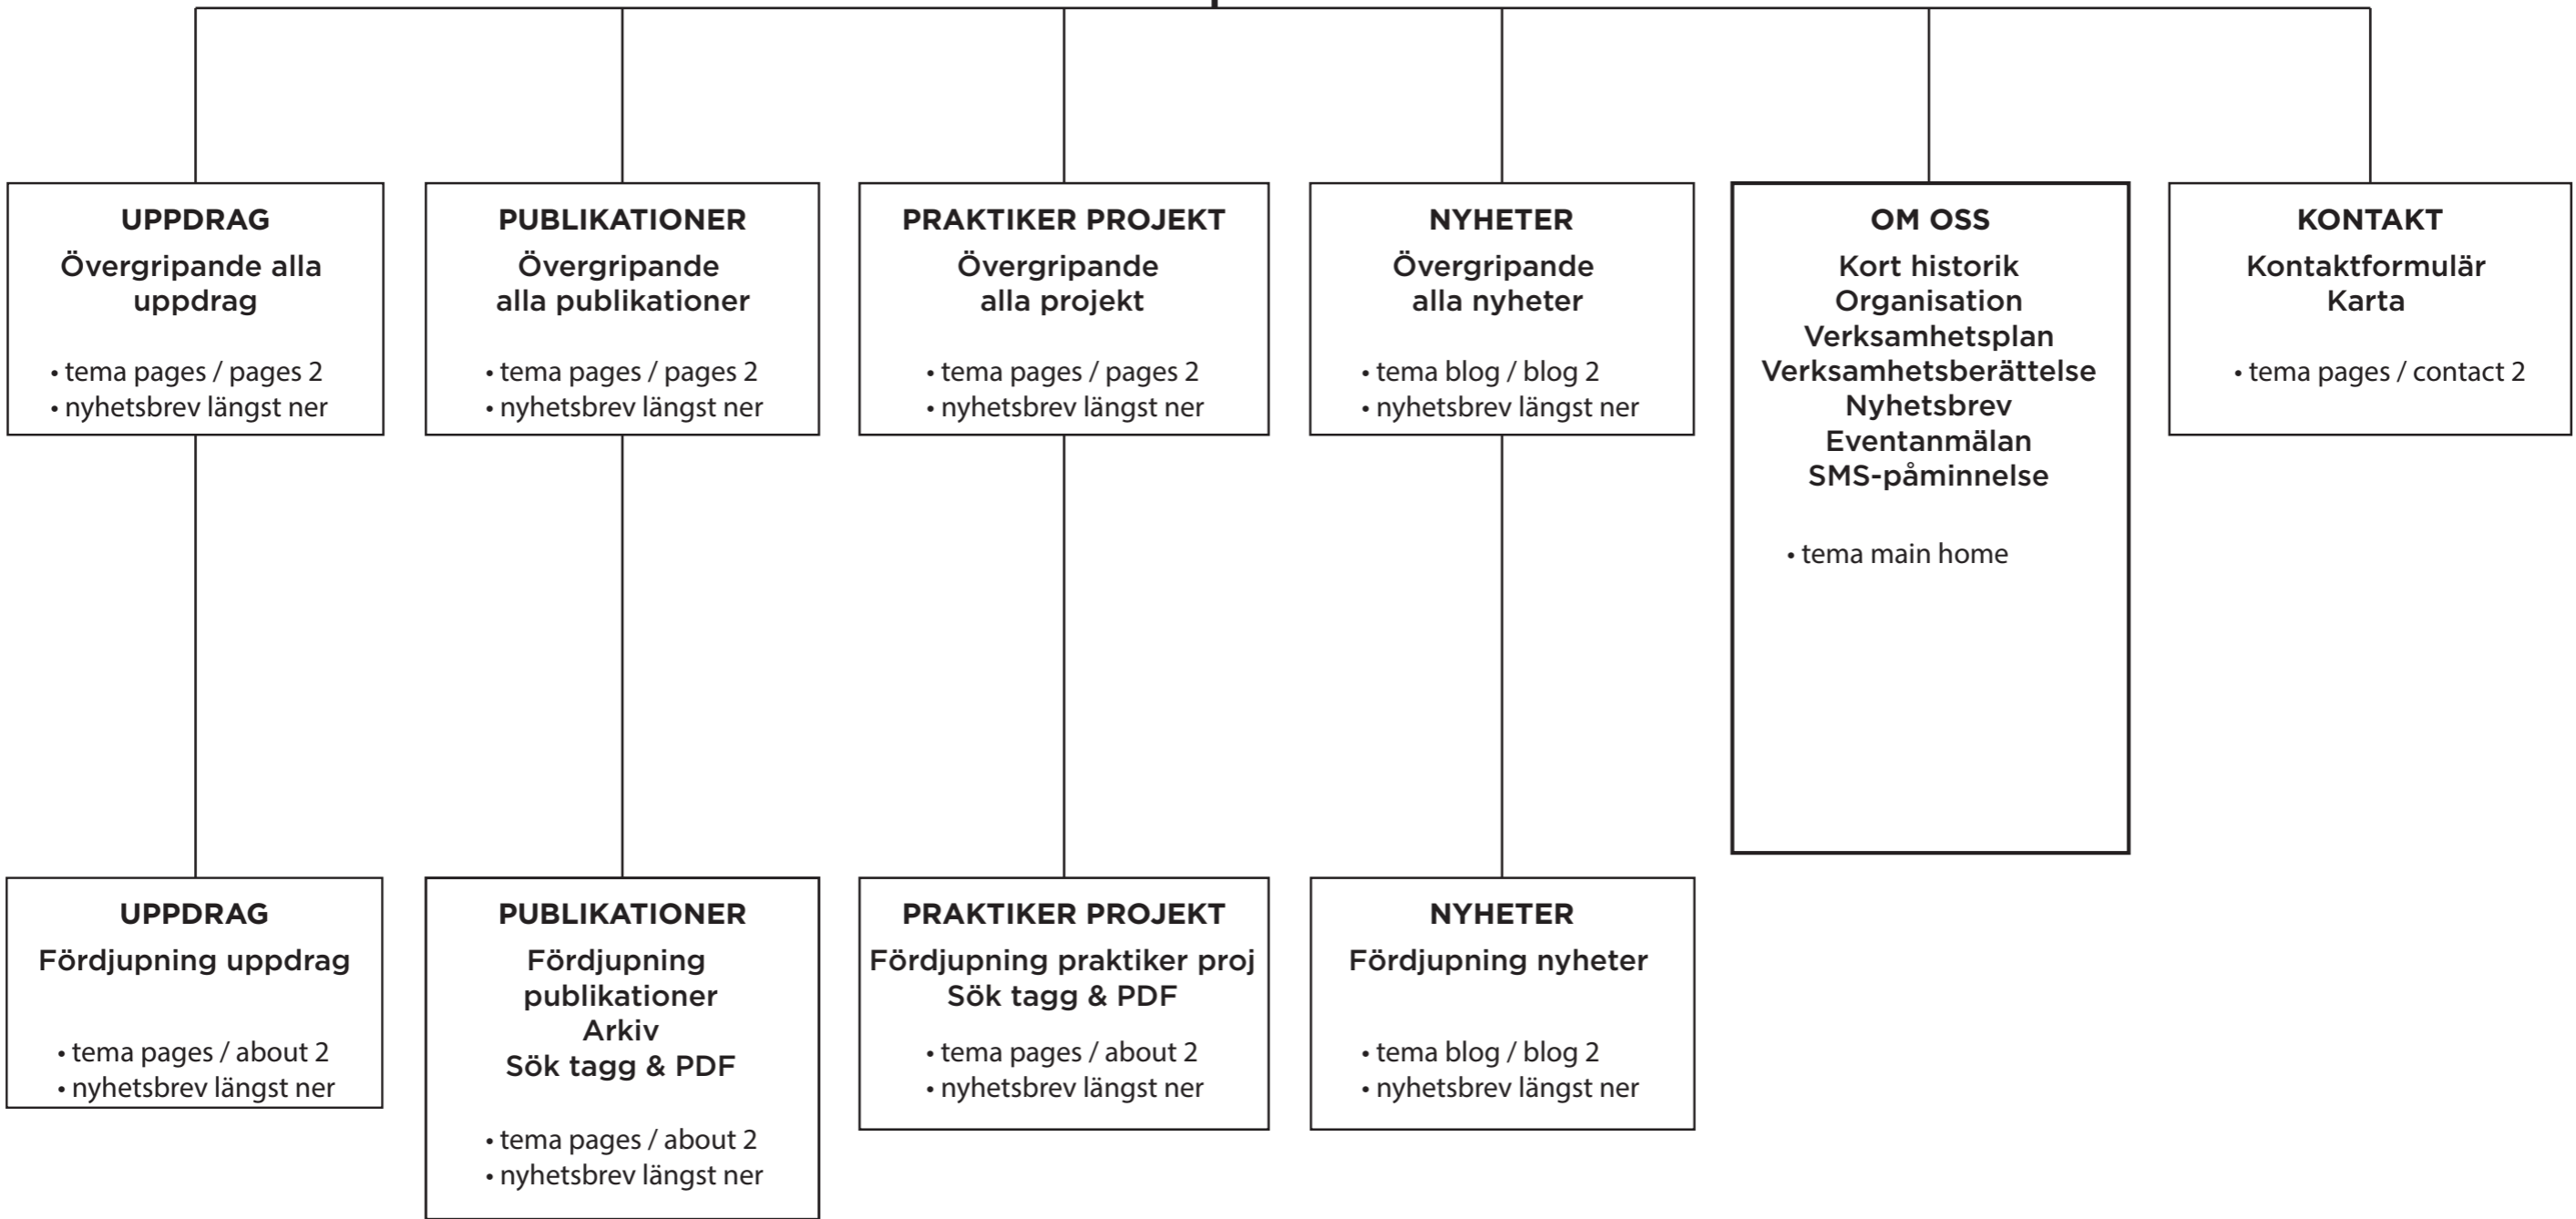 UPPDRAG
Övergripande alla
uppdrag
• tema pages / pages 2
• nyhetsbrev längst ner
PUBLIKATIONER
Övergripande
alla publikationer
• tema pages / pages 2
• nyhetsbrev längst ner
PRAKTIKER PROJEKT
Övergripande
alla projekt
• tema pages / pages 2
• nyhetsbrev längst ner
NYHETER
Övergripande
alla nyheter
• tema blog / blog 2
• nyhetsbrev längst ner
OM OSS
Kort historik
Organisation
Verksamhetsplan
Verksamhetsberättelse
Nyhetsbrev
Eventanmälan
SMS-påminnelse
• tema main home
KONTAKT
Kontaktformulär
Karta
• tema pages / contact 2
UPPDRAG
Fördjupning uppdrag
• tema pages / about 2
• nyhetsbrev längst ner
PUBLIKATIONER
Fördjupning
publikationer
Arkiv
Sök tagg & PDF
• tema pages / about 2
• nyhetsbrev längst ner
PRAKTIKER PROJEKT
Fördjupning praktiker proj
Sök tagg & PDF
• tema pages / about 2
• nyhetsbrev längst ner
NYHETER
Fördjupning nyheter
• tema blog / blog 2
• nyhetsbrev längst ner